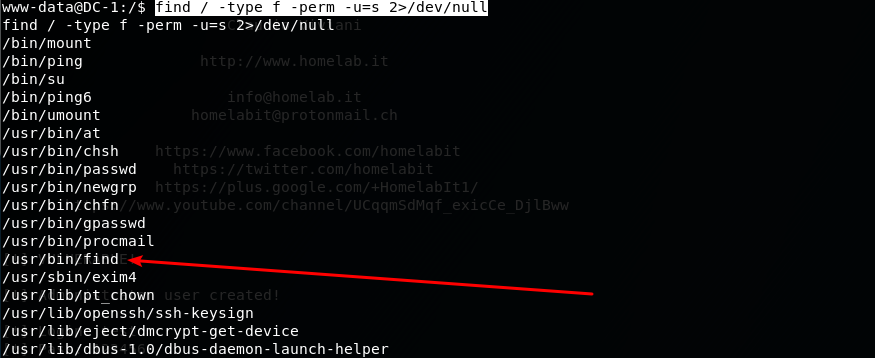 www-data@DC-1:/$ find / -type f -perm -u=s 2>/dev/null
find / -type f -perm -u=s 2>/dev/null
/bin/mount
/bin/ping http://www.homelab.it
/bin/su
/bin/ping6 info@homelab.it
/bin/umount homelabit@protonmail.ch
/usr/bin/at
/usr/bin/chsh https://www.facebook.com/homelabit
/usr/bin/passwd https://twitter.com/homelabit
/usr/bin/newgrp https://plus.google.com/+HomelabIt1/
/usr/bin/chfn //www.youtube.com/channel/UCqqmSdMqf_exicCe_DjlBww
/usr/bin/gpasswd
/usr/bin/procmail
/usr/bin/find
/usr/sbin/exim4
/usr/lib/pt_chown user created!
/usr/lib/openssh/ssh-keysign
/usr/lib/eject/dmcrypt-get-device
/usr/lib/dbus-1.0/dbus-daemon-launch-helper